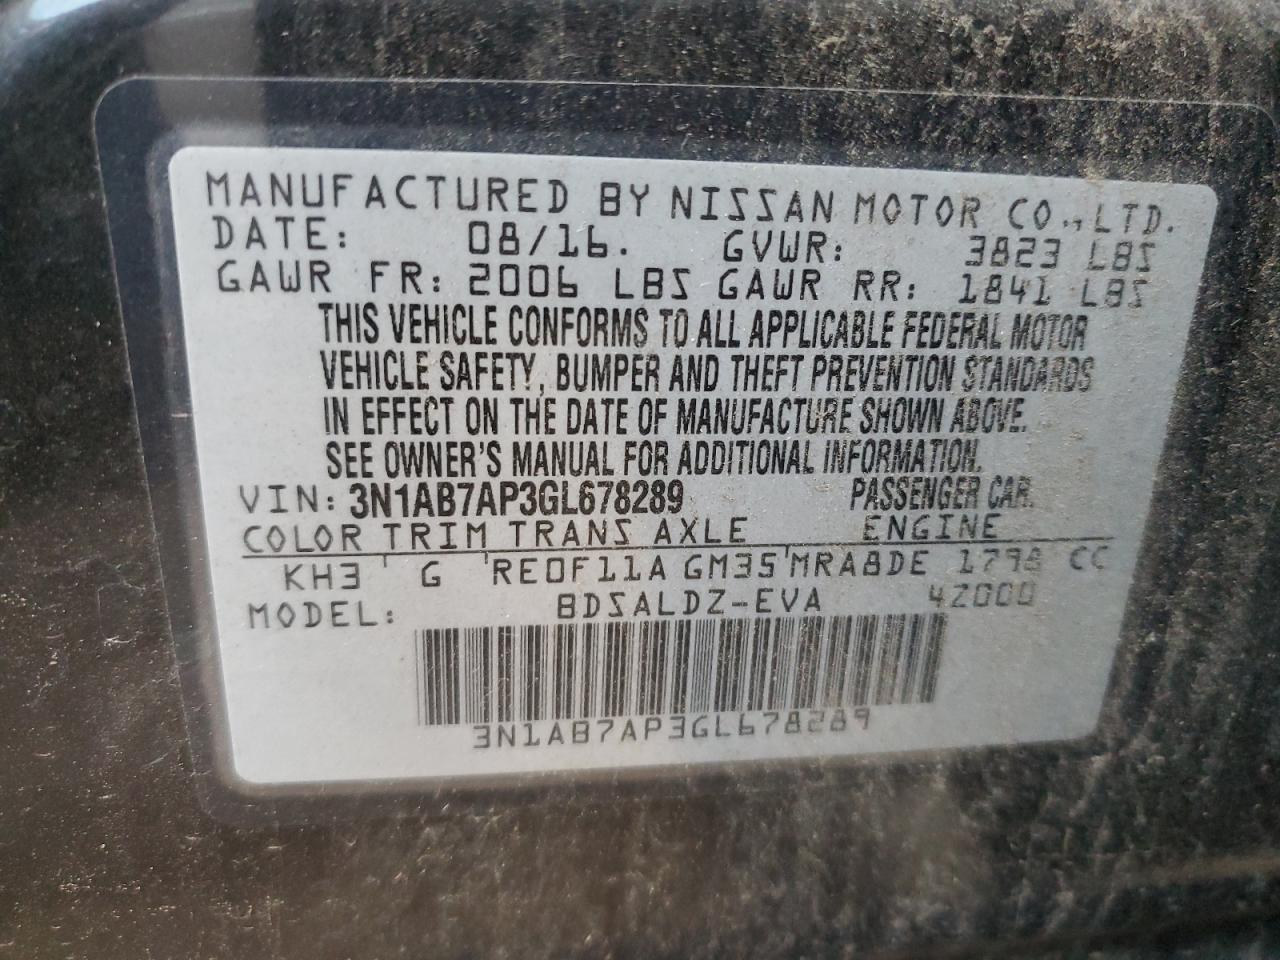 MANUFACTURED BY NISSAN MOTOR CO., LTD.
DATE: 08/16. GVWR: 3823 LBS
GAWR FR: 2006 LBS GAWR RR: 1841 LBS
THIS VEHICLE CONFORMS TO ALL APPLICABLE FEDERAL MOTOR
VEHICLE SAFETY, BUMPER AND THEFT PREVENTION STANDARDS
IN EFFECT ON THE DATE OF MANUFACTURE SHOWN ABOVE.
SEE OWNER'S MANUAL FOR ADDITIONAL INFORMATION.
VIN: 3N1AB7AP3GL678289 PASSENGER CAR.
COLOR TRIM TRANS AXLE ENGINE
KH3 ' G ' RE0F11A GM35 ' MRA8DE 1798 CC
MODEL: BDSALDZ-EVA 42000
3N1AB7AP3GL678289